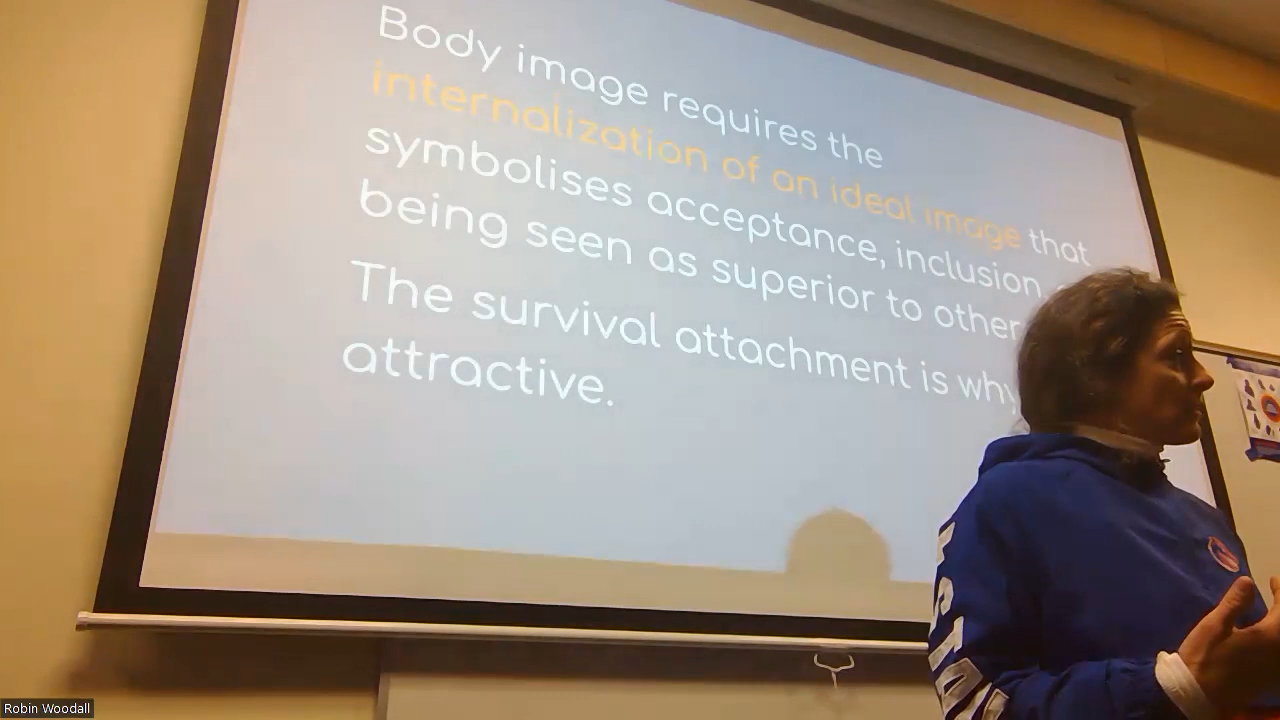 Body image requires the
internalization of an ideal image that
symbolises acceptance, inclusion
being seen as superior to other
The survival attachment is why
attractive.
Robin Woodall